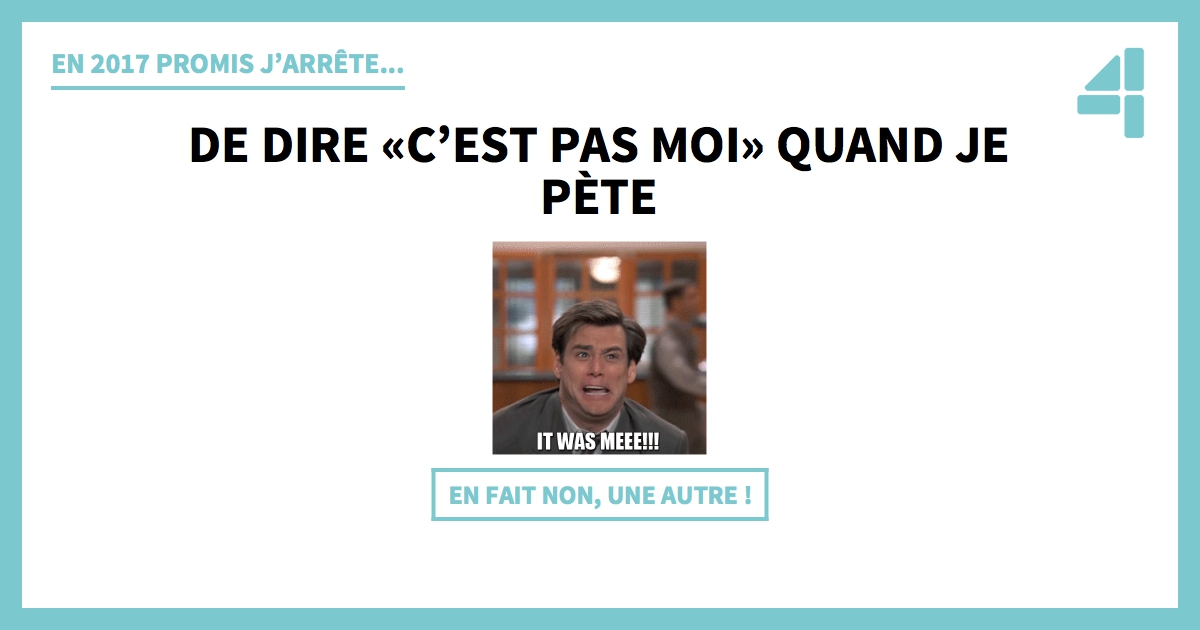 EN 2017 PROMIS J’ARRÊTE...
4
DE DIRE «C’EST PAS MOI» QUAND JE
PÈTE
IT WAS MEEE!!!
EN FAIT NON, UNE AUTRE !